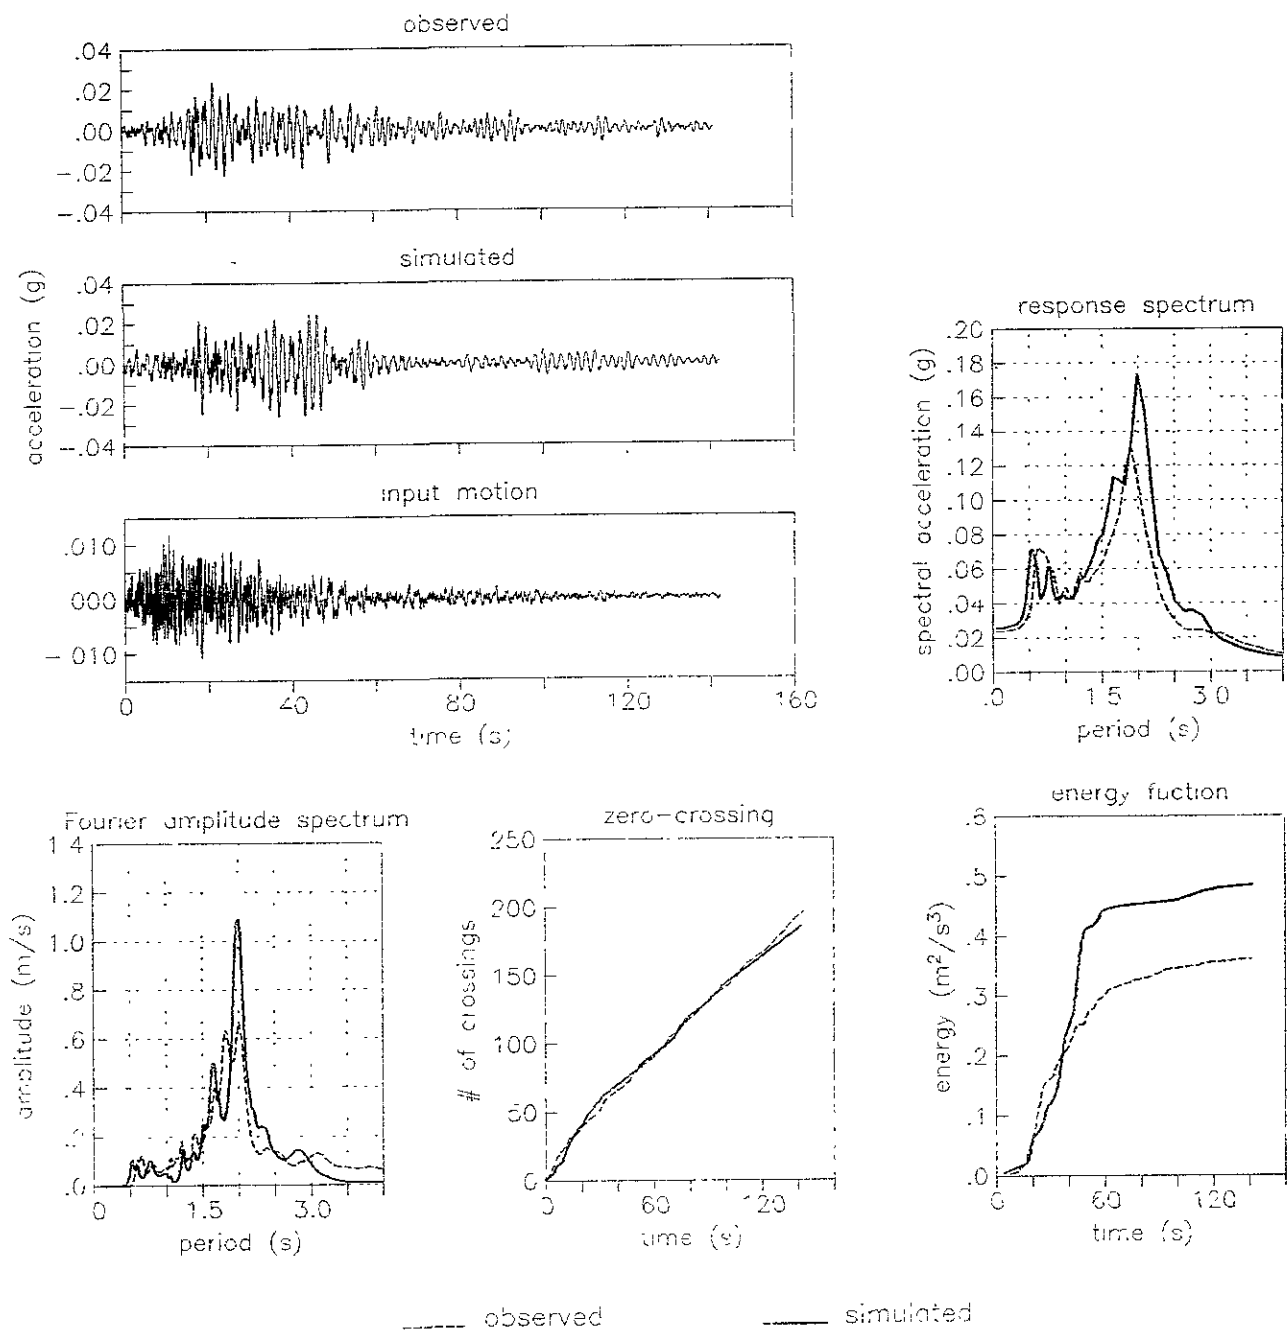 observed
.04
.02
.00
-.02
-.04
simulated
.04
.02
.00
-.02
-.04
acceleration (g)
input motion
.010
.000
-.010
0 40 80 120 160
time (s)
response spectrum
.20
.18
.16
.14
.12
.10
.08
.06
.04
.02
.00
spectral acceleration (g)
.0 1.5 3.0
period (s)
Fourier amplitude spectrum
1.4
1.2
1.0
.8
.6
.4
.2
.0
amplitude (m/s)
0 1.5 3.0
period (s)
zero-crossing
250
200
150
100
50
0
# of crossings
0 60 120
time (s)
energy fuction
.6
.5
.4
.3
.2
.1
.0
energy (m²/s³)
0 60 120
time (s)
observed simulated